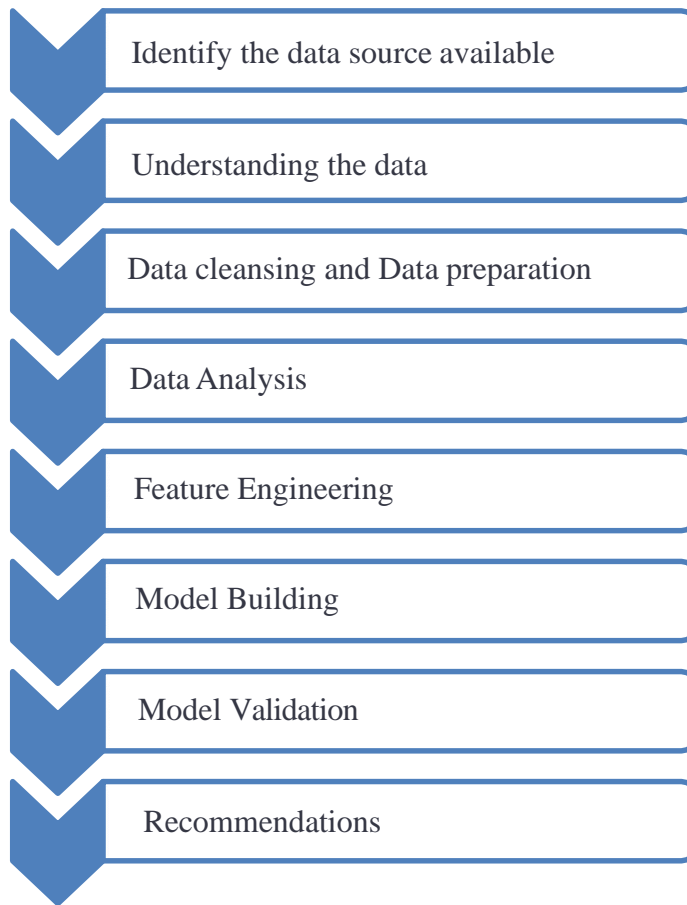 Identify the data source available
Understanding the data
Data cleansing and Data preparation
Data Analysis
Feature Engineering
Model Building
Model Validation
Recommendations